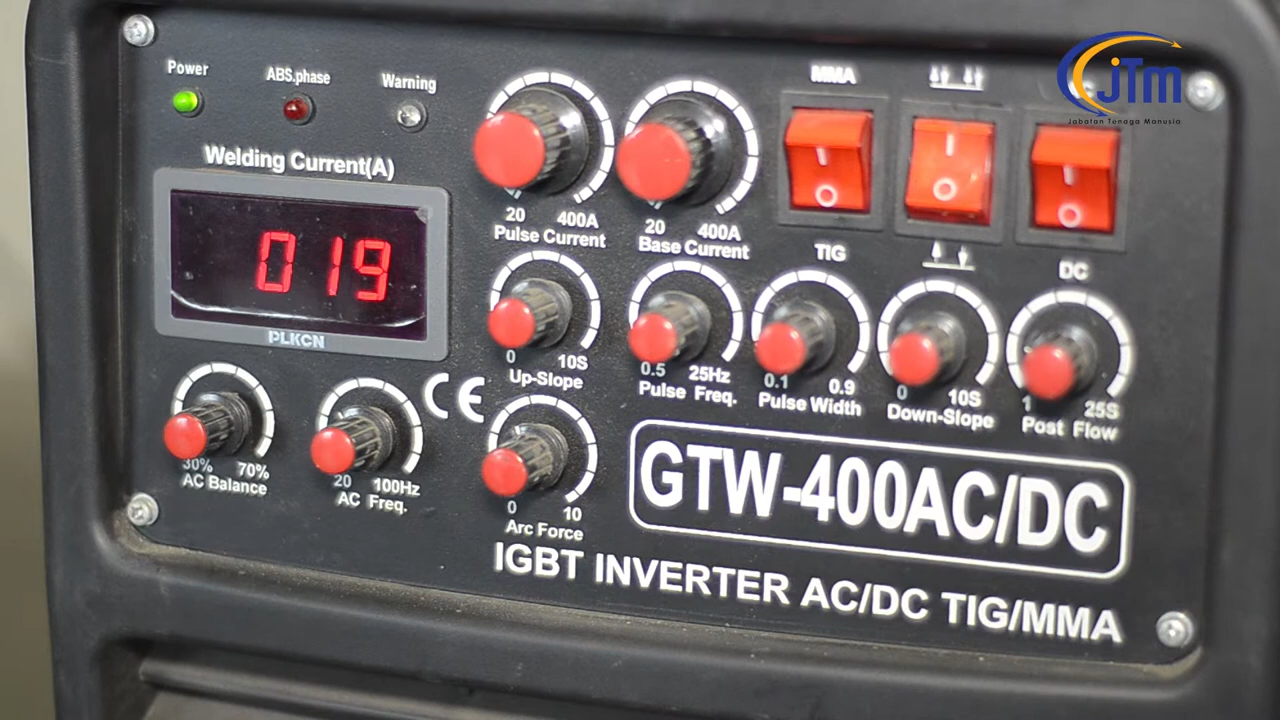 Power
ABS.phase
Warning
Welding Current(A)
019
PLKCN
30% 70%
AC Balance
20 100Hz
AC Freq.
CE
20 400A
Pulse Current
20 400A
Base Current
MMA
TIG
DC
0 10S
Up-Slope
0.5 25Hz
Pulse Freq.
0.1 0.9
Pulse Width
0 10S
Down-Slope
1 25S
Post Flow
0 10
Arc Force
GTW-400AC/DC
IGBT INVERTER AC/DC TIG/MMA
jTm
Jabatan Tenaga Manusia